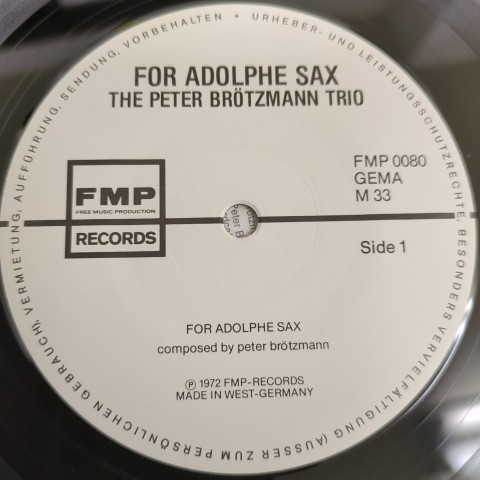 URHEBER- UND LEISTUNGSSCHUTZRECHTE, BESONDERS VERVIELFÄLTIGUNG (AUSSER ZUM PERSÖNLICHEN GEBRAUCH), VERMIETUNG, AUFFÜHRUNG, SENDUNG, VORBEHALTEN •
FOR ADOLPHE SAX
THE PETER BRÖTZMANN TRIO
FMP 0080
GEMA
M 33
FMP
FREE MUSIC PRODUCTION
RECORDS
Side 1
Peter B
FOR ADOLPHE SAX
composed by peter brötzmann
Ⓟ 1972 FMP-RECORDS
MADE IN WEST-GERMANY